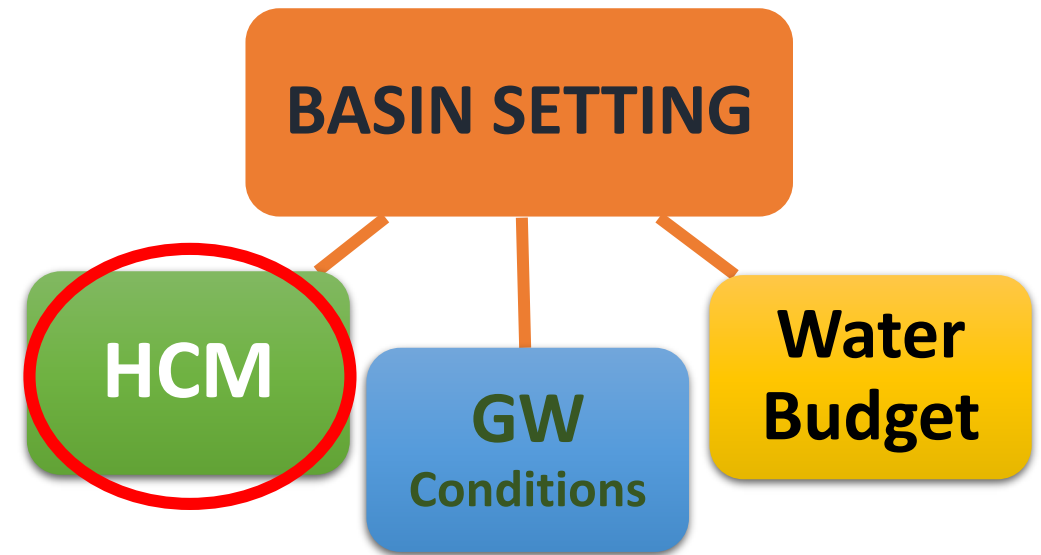 BASIN SETTING
HCM
GW
Conditions
Water
Budget